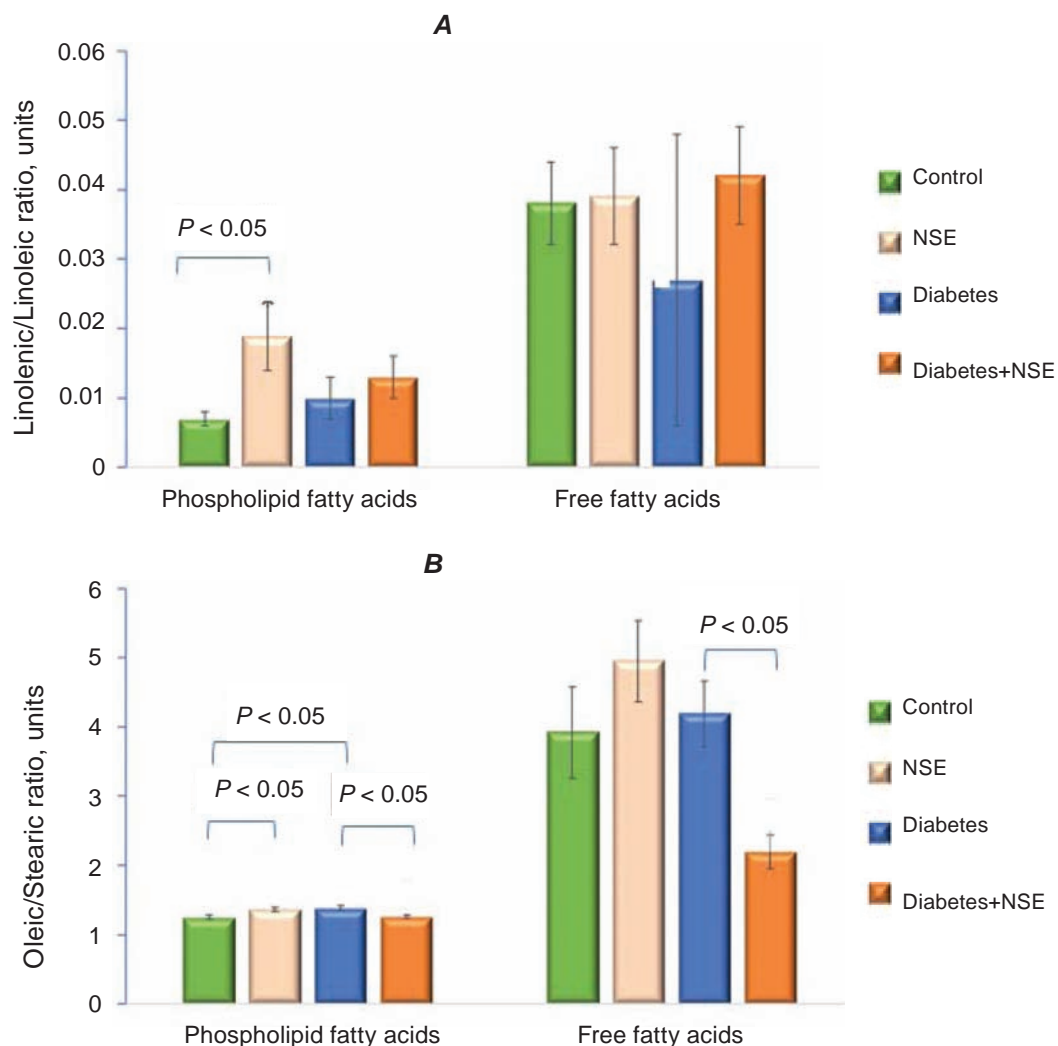 A
Linolenic/Linoleic ratio, units
0.06
0.05
0.04
0.03
0.02
0.01
0
P < 0.05
Phospholipid fatty acids
Free fatty acids
Control
NSE
Diabetes
Diabetes+NSE
B
Oleic/Stearic ratio, units
6
5
4
3
2
1
0
P < 0.05
P < 0.05
P < 0.05
P < 0.05
Phospholipid fatty acids
Free fatty acids
Control
NSE
Diabetes
Diabetes+NSE